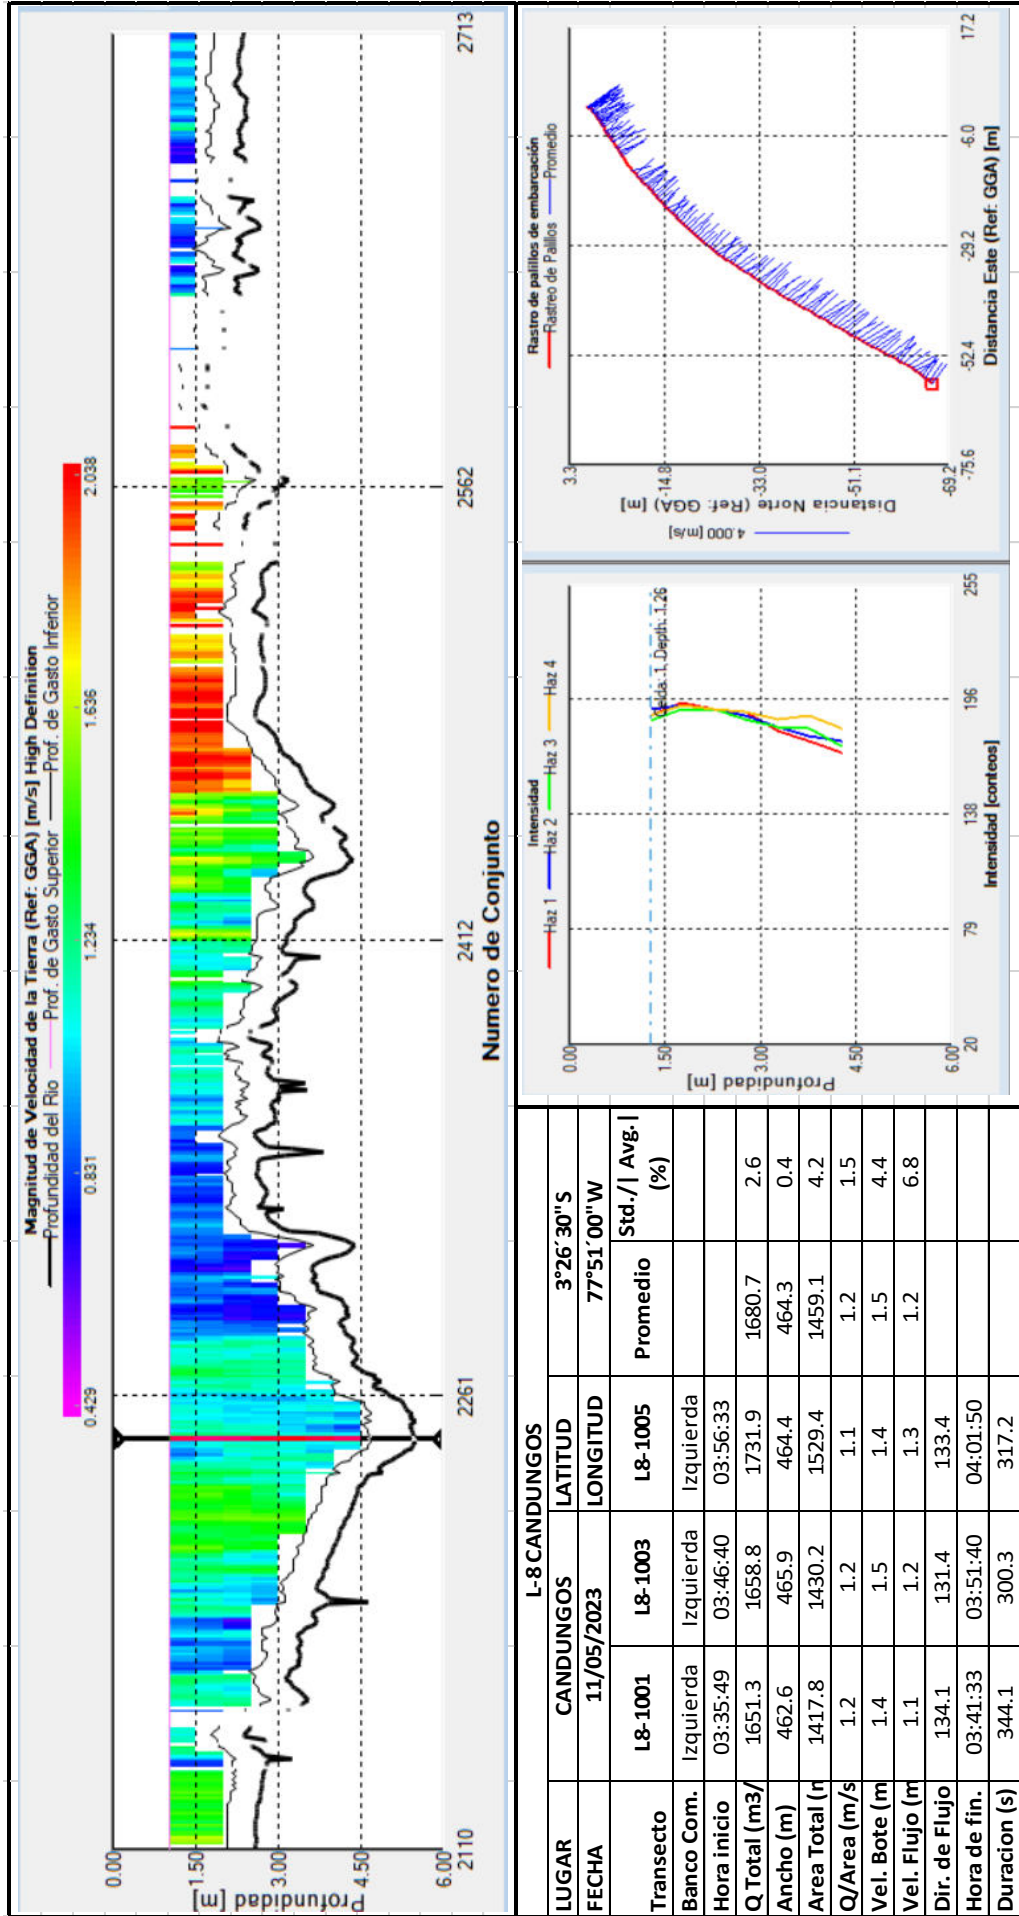 Magnitud de Velocidad de la Tierra (Ref: GGA) [m/s] High Definition
Profundidad del Rio Prof. de Gasto Superior Prof. de Gasto Inferior
0.429 0.831 1.234 1.636 2.038
Profundidad [m]
0.00
1.50
3.00
4.50
6.00
2110 2261 2412 2562 2713
Numero de Conjunto
L-8 CANDUNGOS
LUGAR CANDUNGOS LATITUD 3°26´30"S
FECHA 11/05/2023 LONGITUD 77°51´00"W
Transecto L8-1001 L8-1003 L8-1005 Promedio Std./| Avg.| (%)
Banco Com. Izquierda Izquierda Izquierda
Hora inicio 03:35:49 03:46:40 03:56:33
Q Total (m3/ 1651.3 1658.8 1731.9 1680.7 2.6
Ancho (m) 462.6 465.9 464.4 464.3 0.4
Area Total (m 1417.8 1430.2 1529.4 1459.1 4.2
Q/Area (m/s 1.2 1.2 1.1 1.2 1.5
Vel. Bote (m 1.4 1.5 1.4 1.5 4.4
Vel. Flujo (m 1.1 1.2 1.3 1.2 6.8
Dir. de Flujo 134.1 131.4 133.4
Hora de fin. 03:41:33 03:51:40 04:01:50
Duracion (s) 344.1 300.3 317.2
Intensidad
Haz 1 Haz 2 Haz 3 Haz 4
Celda: 1, Depth: 1.26
Profundidad [m]
0.00
1.50
3.00
4.50
6.00
20 79 138 196 255
Intensidad [conteos]
Rastro de palillos de embarcación
Rastreo de Palillos Promedio
4.000 [m/s]
Distancia Norte (Ref: GGA) [m]
3.3
-14.8
-33.0
-51.1
-69.2
-75.6 -52.4 -29.2 -6.0 17.2
Distancia Este (Ref: GGA) [m]